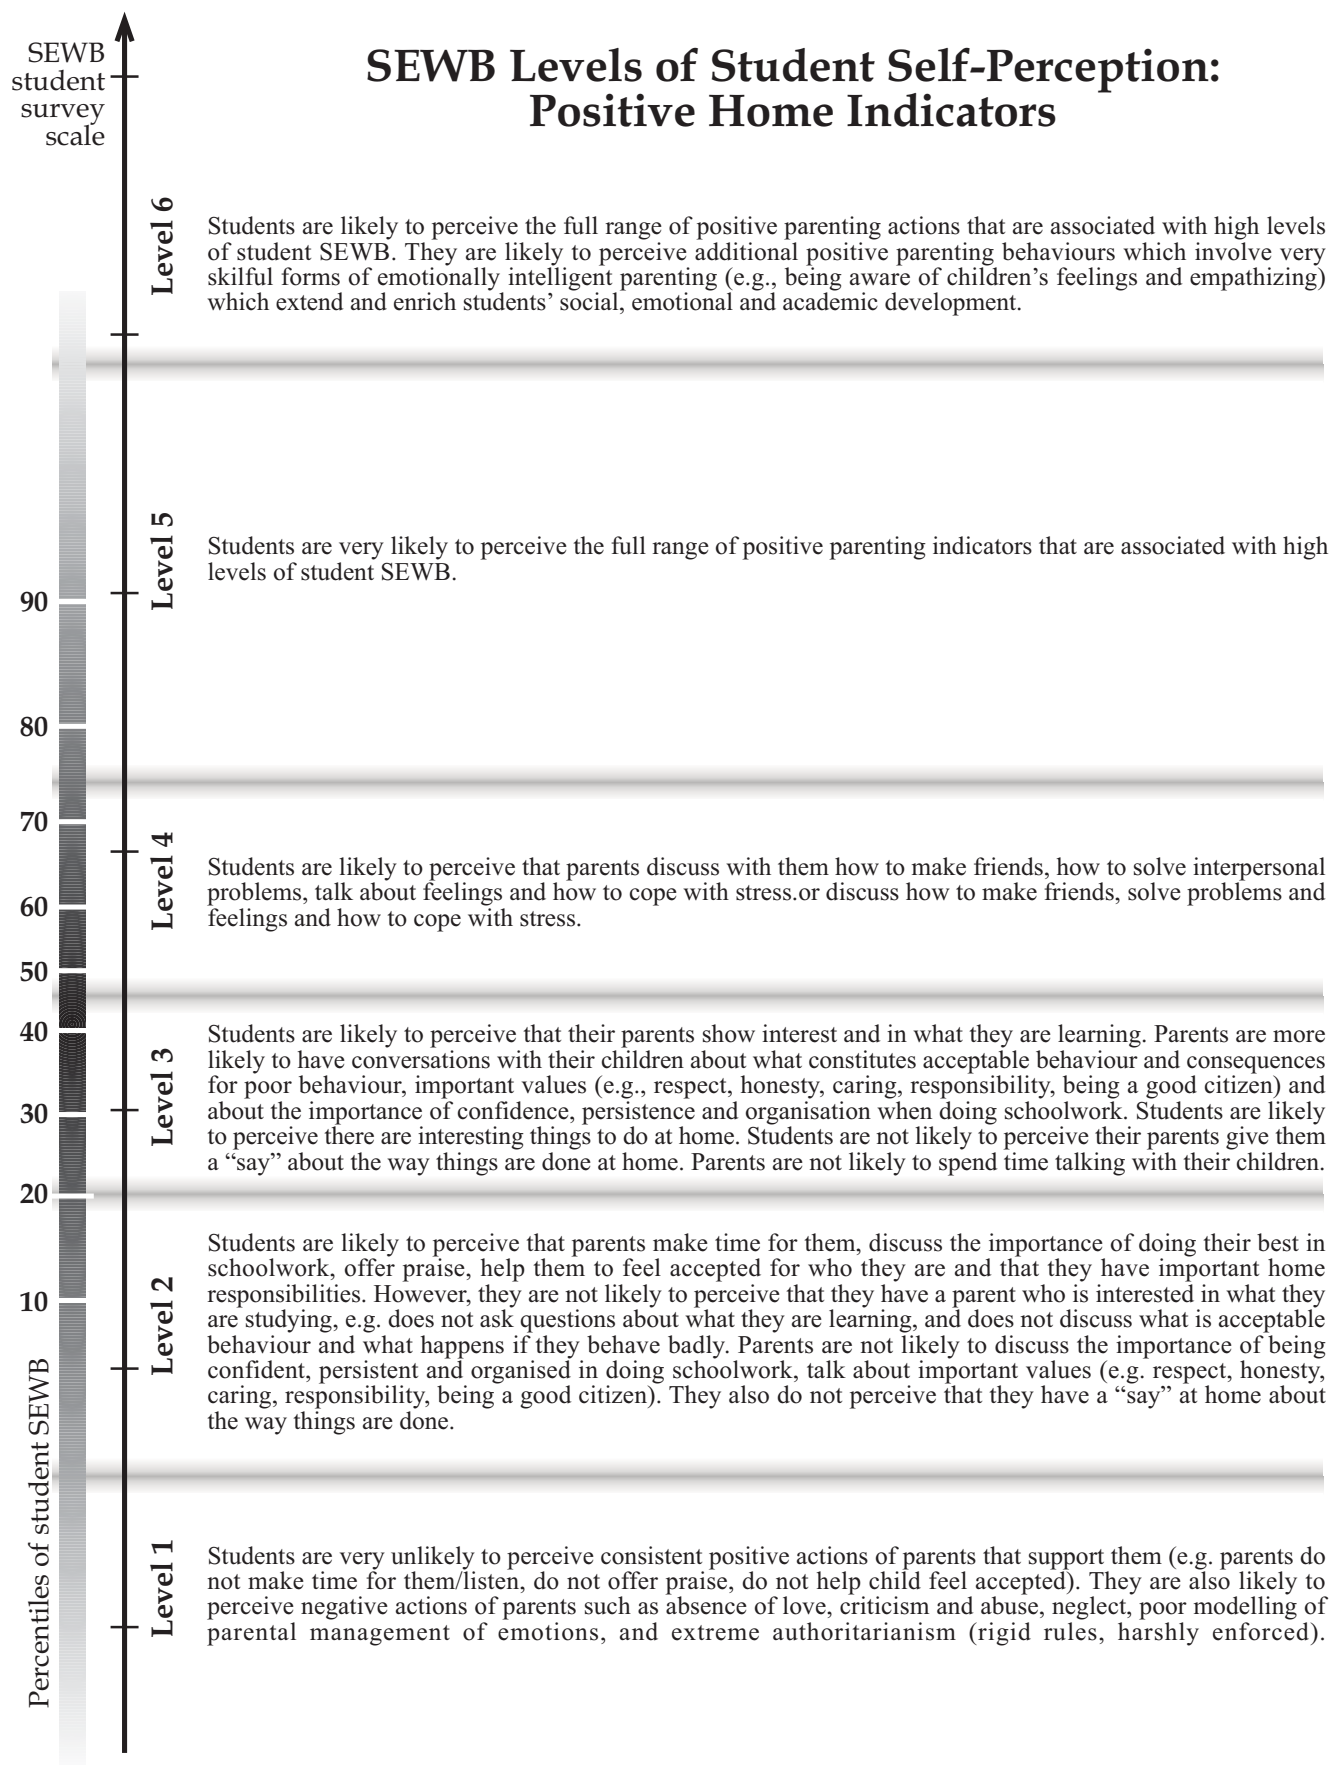 SEWB
student
survey
scale
SEWB Levels of Student Self-Perception:
Positive Home Indicators
Level 6
Students are likely to perceive the full range of positive parenting actions that are associated with high levels
of student SEWB. They are likely to perceive additional positive parenting behaviours which involve very
skilful forms of emotionally intelligent parenting (e.g., being aware of children’s feelings and empathizing)
which extend and enrich students’ social, emotional and academic development.
Level 5
Students are very likely to perceive the full range of positive parenting indicators that are associated with high
levels of student SEWB.
90
80
70
Level 4
Students are likely to perceive that parents discuss with them how to make friends, how to solve interpersonal
problems, talk about feelings and how to cope with stress.or discuss how to make friends, solve problems and
feelings and how to cope with stress.
60
50
40
Level 3
Students are likely to perceive that their parents show interest and in what they are learning. Parents are more
likely to have conversations with their children about what constitutes acceptable behaviour and consequences
for poor behaviour, important values (e.g., respect, honesty, caring, responsibility, being a good citizen) and
about the importance of confidence, persistence and organisation when doing schoolwork. Students are likely
to perceive there are interesting things to do at home. Students are not likely to perceive their parents give them
a “say” about the way things are done at home. Parents are not likely to spend time talking with their children.
30
20
Level 2
Students are likely to perceive that parents make time for them, discuss the importance of doing their best in
schoolwork, offer praise, help them to feel accepted for who they are and that they have important home
responsibilities. However, they are not likely to perceive that they have a parent who is interested in what they
are studying, e.g. does not ask questions about what they are learning, and does not discuss what is acceptable
behaviour and what happens if they behave badly. Parents are not likely to discuss the importance of being
confident, persistent and organised in doing schoolwork, talk about important values (e.g. respect, honesty,
caring, responsibility, being a good citizen). They also do not perceive that they have a “say” at home about
the way things are done.
10
Percentiles of student SEWB
Level 1
Students are very unlikely to perceive consistent positive actions of parents that support them (e.g. parents do
not make time for them/listen, do not offer praise, do not help child feel accepted). They are also likely to
perceive negative actions of parents such as absence of love, criticism and abuse, neglect, poor modelling of
parental management of emotions, and extreme authoritarianism (rigid rules, harshly enforced).